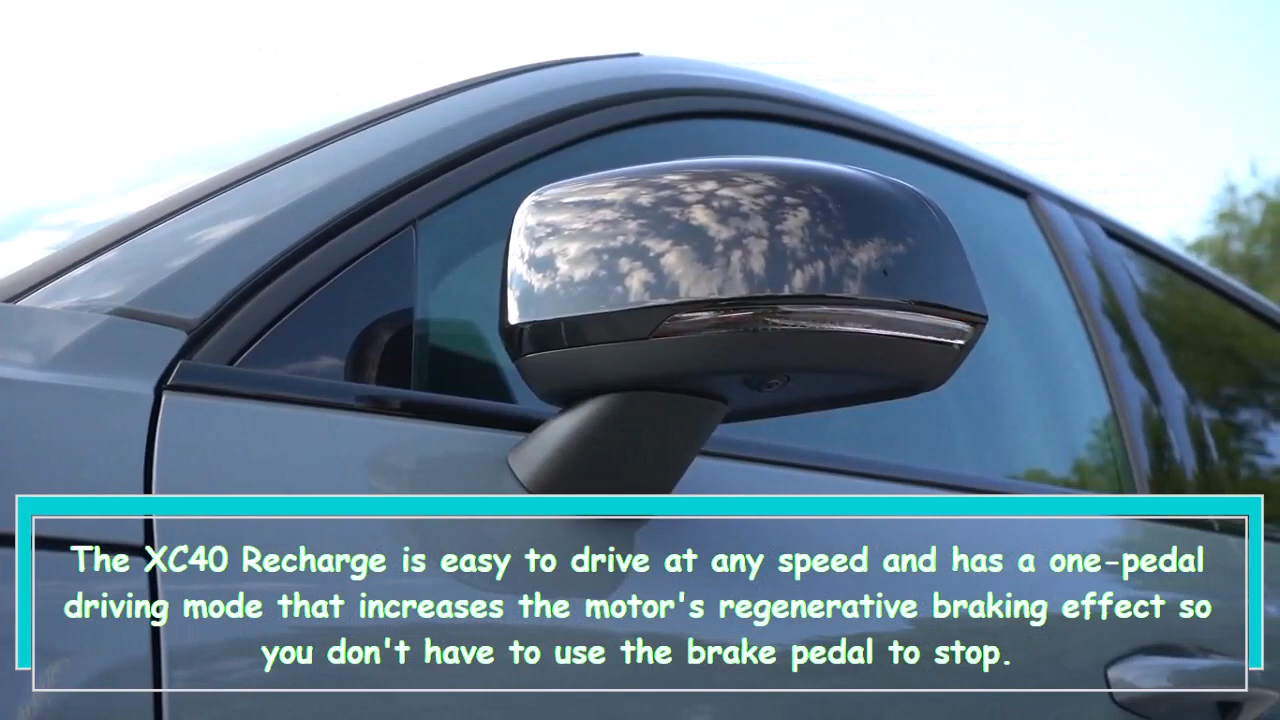 The XC40 Recharge is easy to drive at any speed and has a one-pedal
driving mode that increases the motor's regenerative braking effect so
you don't have to use the brake pedal to stop.